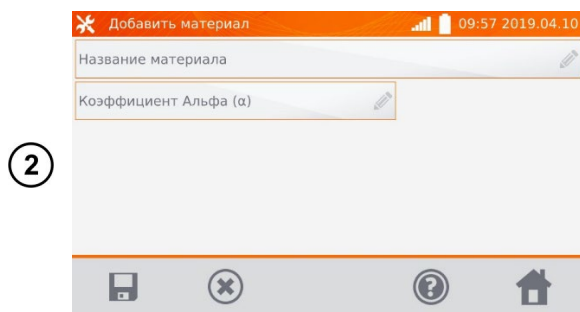 Добавить материал 09:57 2019.04.10
Название материала
Коэффициент Альфа (α)
2